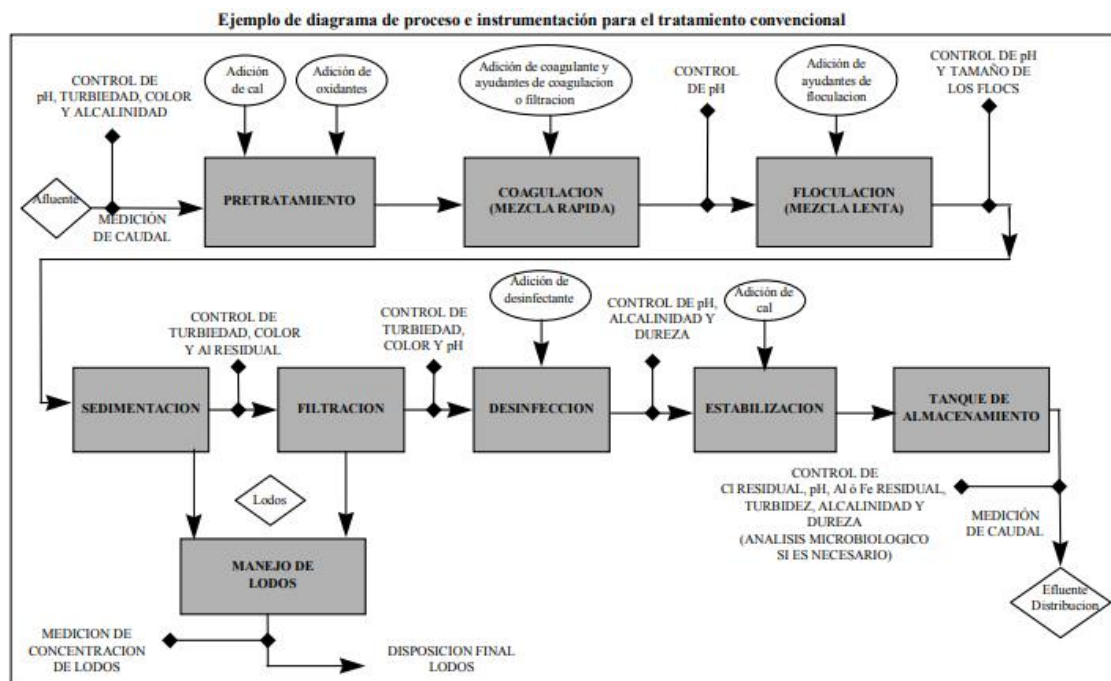 Ejemplo de diagrama de proceso e instrumentación para el tratamiento convencional
CONTROL DE
pH, TURBIEDAD, COLOR
Y ALCALINIDAD
Adición
de cal
Adición de
oxidantes
Adición de coagulante y
ayudantes de coagulacion
o filtracion
CONTROL
DE pH
Adición de
ayudantes de
floculacion
CONTROL DE pH
Y TAMAÑO DE
LOS FLOCS
Afluente
MEDICIÓN
DE CAUDAL
PRETRATAMIENTO
COAGULACION
(MEZCLA RAPIDA)
FLOCULACION
(MEZCLA LENTA)
CONTROL DE
TURBIEDAD, COLOR
Y Al RESIDUAL
CONTROL DE
TURBIEDAD,
COLOR Y pH
Adición de
desinfectante
CONTROL DE pH,
ALCALINIDAD Y
DUREZA
Adición de
cal
SEDIMENTACION
FILTRACION
DESINFECCION
ESTABILIZACION
TANQUE DE
ALMACENAMIENTO
Lodos
CONTROL DE
Cl RESIDUAL, pH, Al ó Fe RESIDUAL,
TURBIDEZ, ALCALINIDAD Y
DUREZA
(ANALISIS MICROBIOLOGICO
SI ES NECESARIO)
MEDICIÓN
DE CAUDAL
MANEJO DE
LODOS
Efluente
Distribucion
MEDICION DE
CONCENTRACION
DE LODOS
DISPOSICION FINAL
LODOS